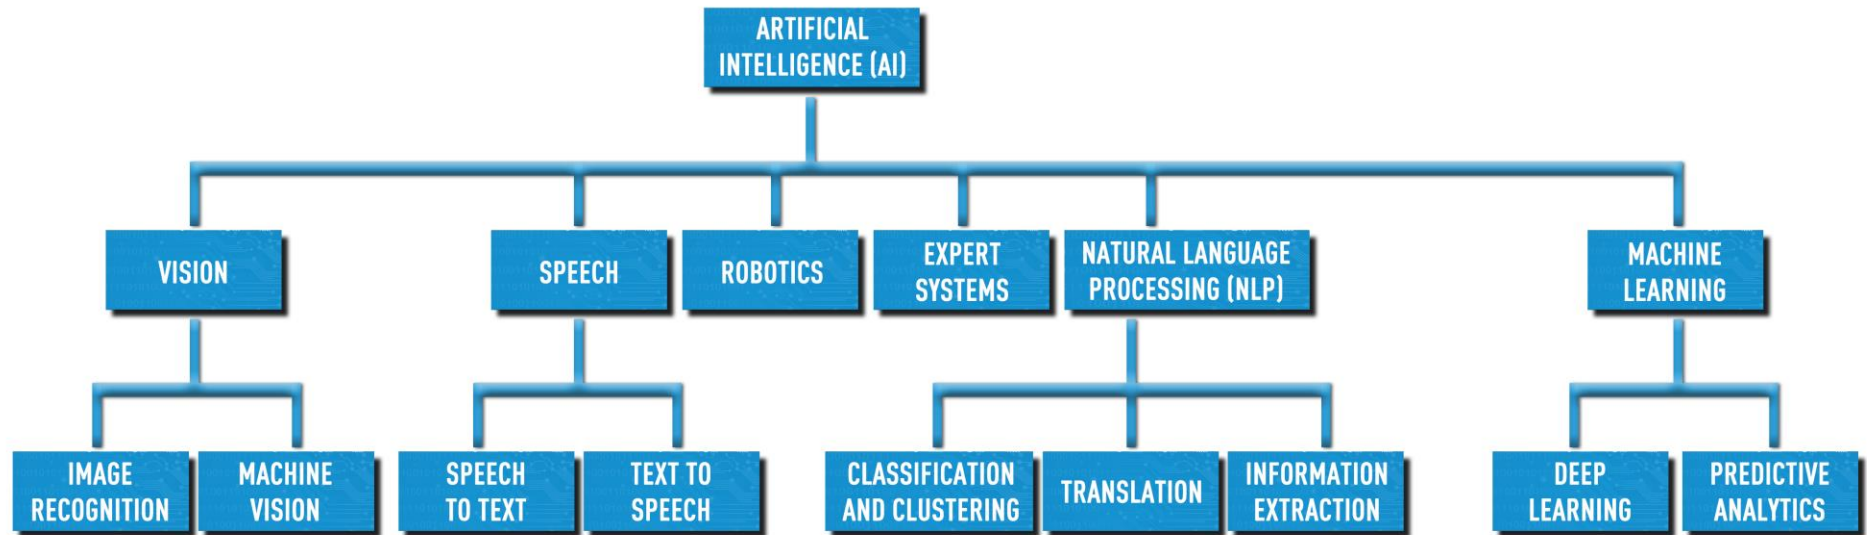 ARTIFICIAL
INTELLIGENCE (AI)
VISION
SPEECH
ROBOTICS
EXPERT
SYSTEMS
NATURAL LANGUAGE
PROCESSING (NLP)
MACHINE
LEARNING
IMAGE
RECOGNITION
MACHINE
VISION
SPEECH
TO TEXT
TEXT TO
SPEECH
CLASSIFICATION
AND CLUSTERING
TRANSLATION
INFORMATION
EXTRACTION
DEEP
LEARNING
PREDICTIVE
ANALYTICS